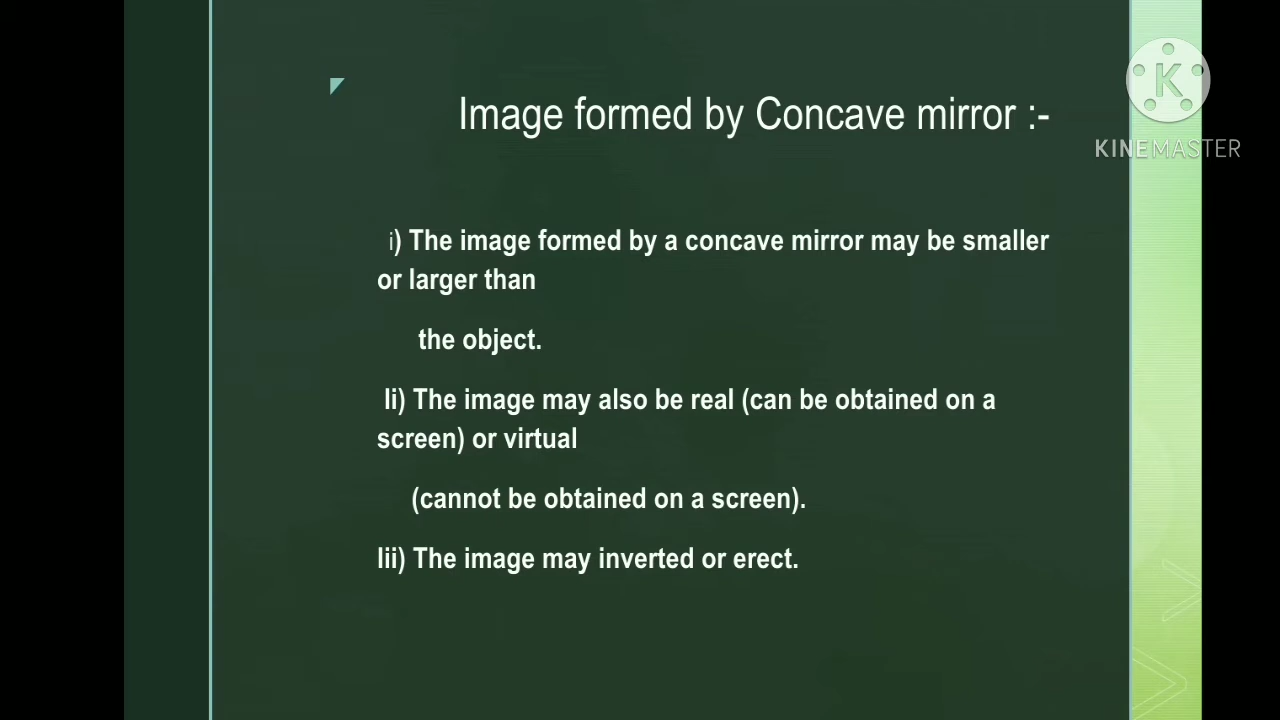 Image formed by Concave mirror :-
K
KINEMASTER
i) The image formed by a concave mirror may be smaller
or larger than
the object.
Ii) The image may also be real (can be obtained on a
screen) or virtual
(cannot be obtained on a screen).
Iii) The image may inverted or erect.